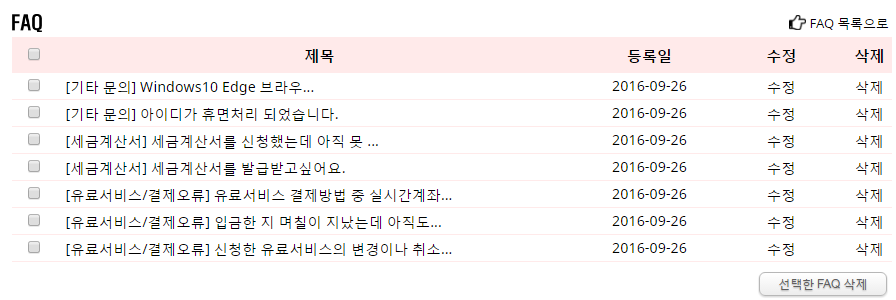 FAQ
FAQ 목록으로
제목 등록일 수정 삭제
[기타 문의] Windows10 Edge 브라우... 2016-09-26 수정 삭제
[기타 문의] 아이디가 휴면처리 되었습니다. 2016-09-26 수정 삭제
[세금계산서] 세금계산서를 신청했는데 아직 못 ... 2016-09-26 수정 삭제
[세금계산서] 세금계산서를 발급받고싶어요. 2016-09-26 수정 삭제
[유료서비스/결제오류] 유료서비스 결제방법 중 실시간계좌... 2016-09-26 수정 삭제
[유료서비스/결제오류] 입금한 지 며칠이 지났는데 아직도... 2016-09-26 수정 삭제
[유료서비스/결제오류] 신청한 유료서비스의 변경이나 취소... 2016-09-26 수정 삭제
선택한 FAQ 삭제